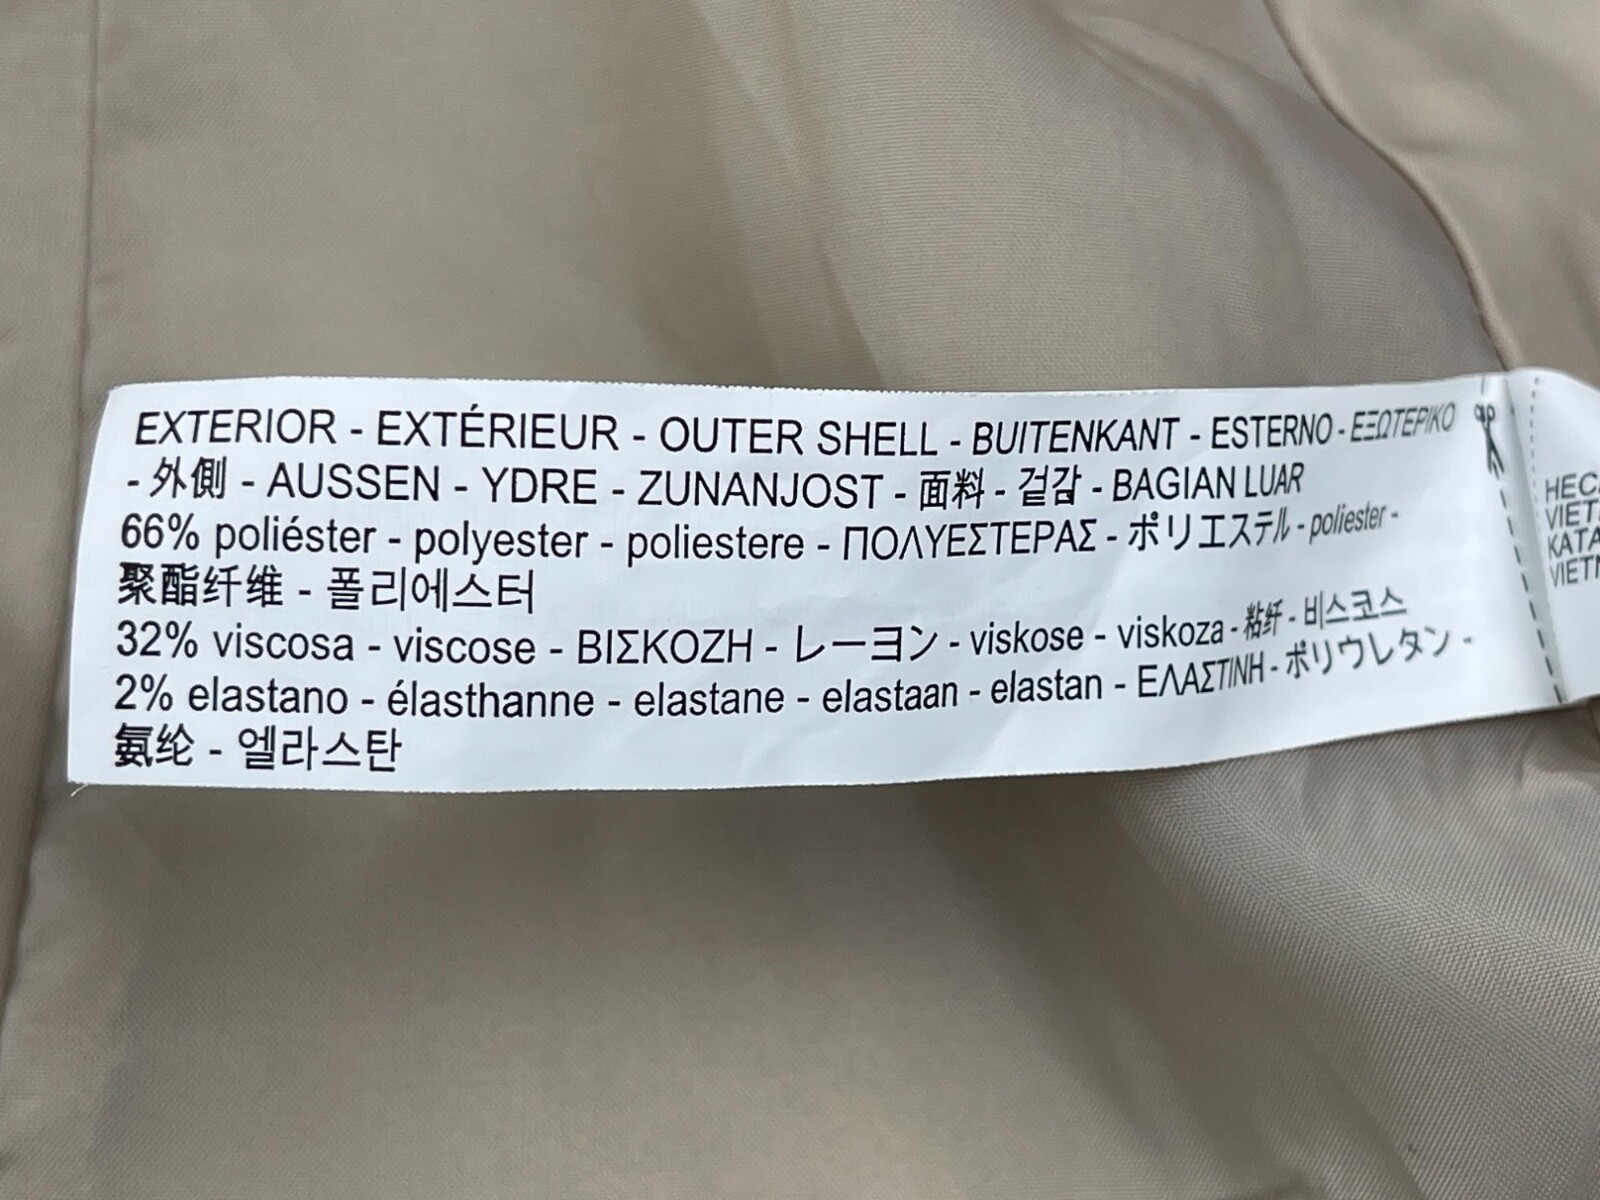 EXTERIOR - EXTÉRIEUR - OUTER SHELL - BUITENKANT - ESTERNO - ΕΞΩΤΕΡΙΚΟ
- 外側 - AUSSEN - YDRE - ZUNANJOST - 面料 - 겉감 - BAGIAN LUAR
66% poliéster - polyester - poliestere - ΠΟΛΥΕΣΤΕΡΑΣ - ポリエステル - poliester -
聚酯纤维 - 폴리에스터
32% viscosa - viscose - ΒΙΣΚΟΖΗ - レーヨン - viskose - viskoza - 粘纤 - 비스코스
2% elastano - élasthanne - elastane - elastaan - elastan - ΕΛΑΣΤΙΝΗ - ポリウレタン -
氨纶 - 엘라스탄